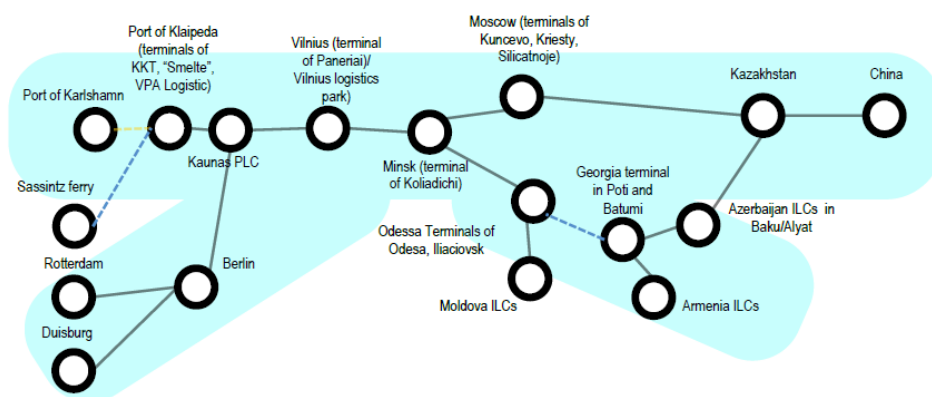 Port of Klaipeda
(terminals of
KKT, “Smelte”,
VPA Logistic)
Vilnius (terminal
of Paneriai)/
Vilnius logistics
park)
Moscow (terminals of
Kuncevo, Kriesty,
Silicatnoje)
Kazakhstan
China
Port of Karlshamn
Kaunas PLC
Minsk (terminal
of Koliadichi)
Georgia terminal
in Poti and
Batumi
Sassintz ferry
Azerbaijan ILCs in
Baku/Alyat
Odessa Terminals of
Odesa, Iliaciovsk
Rotterdam
Berlin
Moldova ILCs
Armenia ILCs
Duisburg